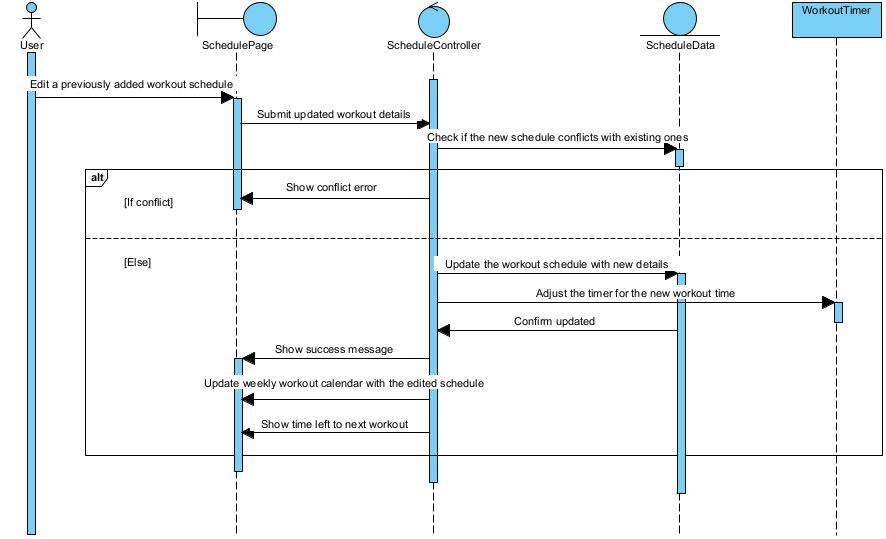 User
SchedulePage
ScheduleController
ScheduleData
WorkoutTimer
Edit a previously added workout schedule
Submit updated workout details
Check if the new schedule conflicts with existing ones
alt
Show conflict error
[If conflict]
[Else]
Update the workout schedule with new details
Adjust the timer for the new workout time
Confirm updated
Show success message
Update weekly workout calendar with the edited schedule
Show time left to next workout